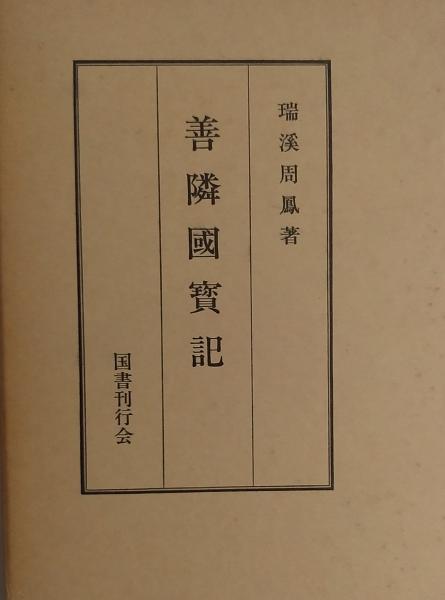 瑞溪周鳳著
善隣國寶記
国書刊行会